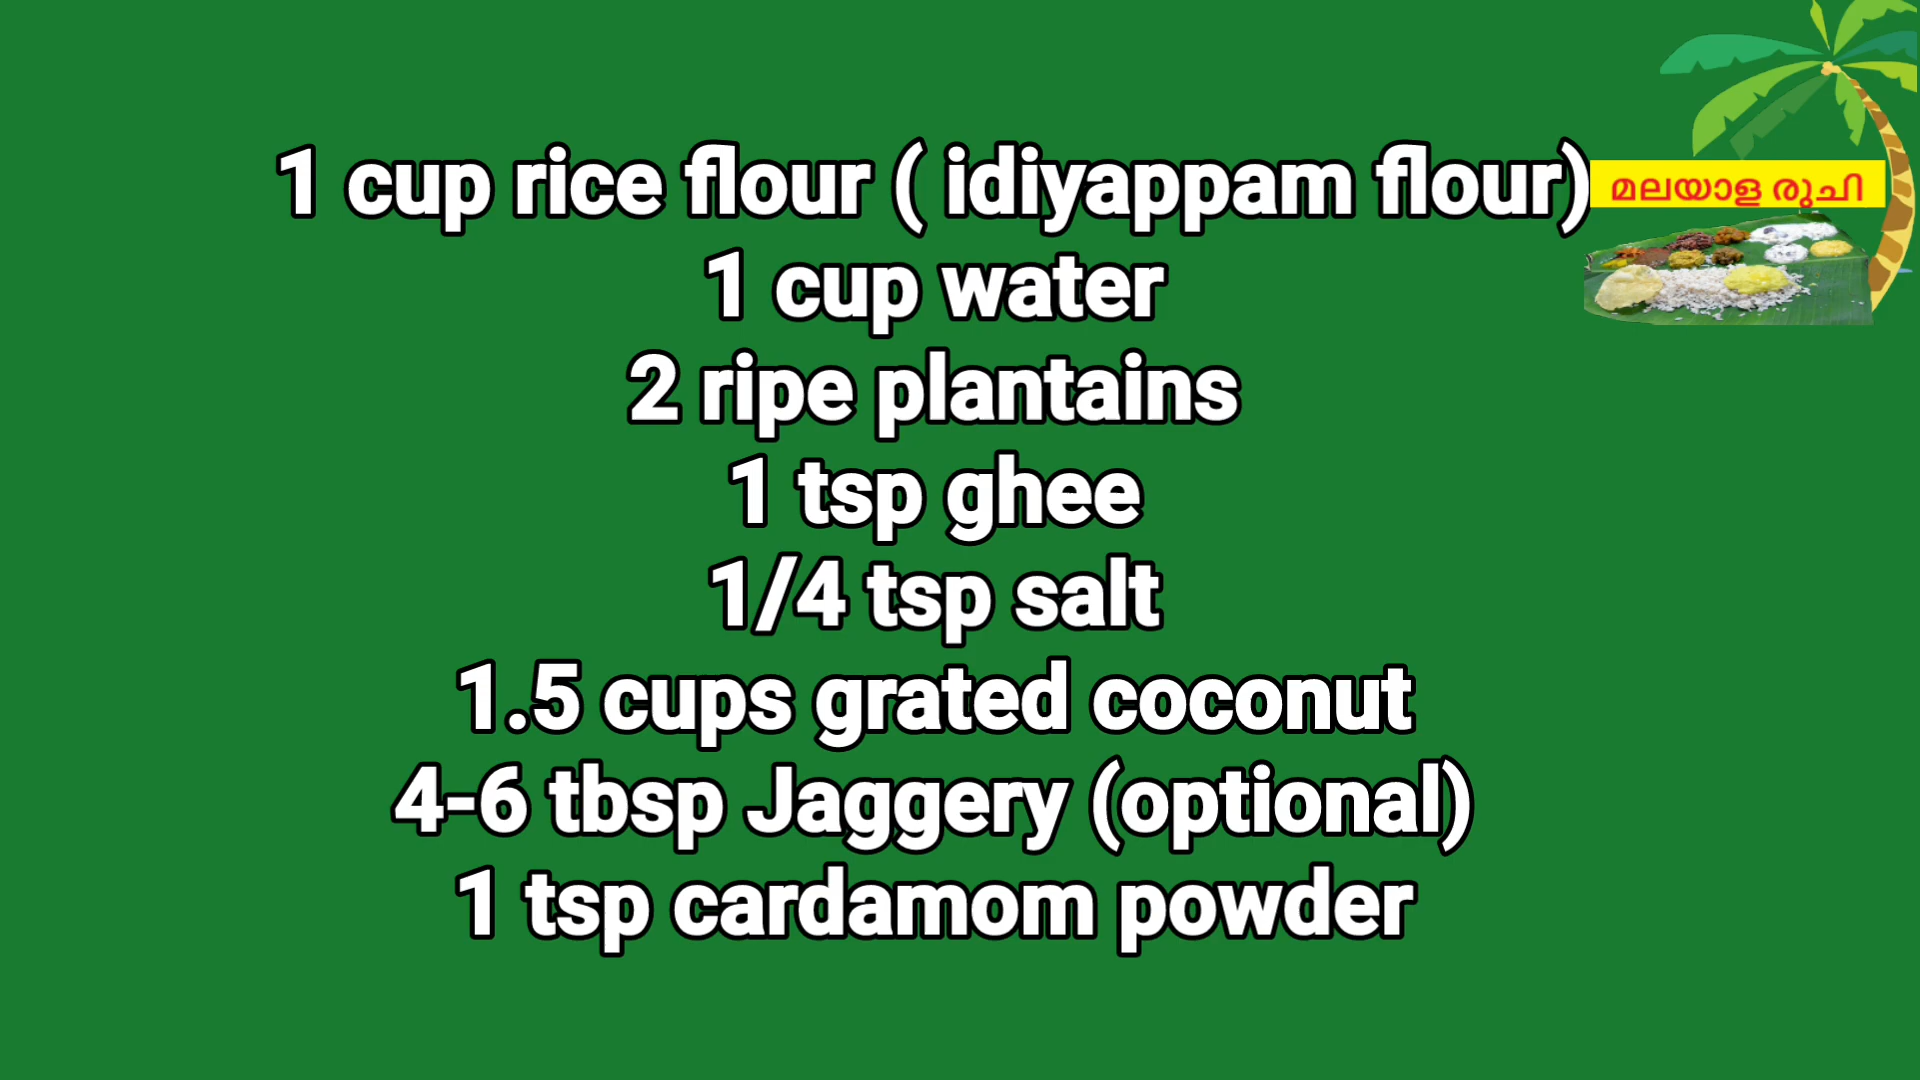 1 cup rice flour ( idiyappam flour)
മലയാള രുചി
1 cup water
2 ripe plantains
1 tsp ghee
1/4 tsp salt
1.5 cups grated coconut
4-6 tbsp Jaggery (optional)
1 tsp cardamom powder